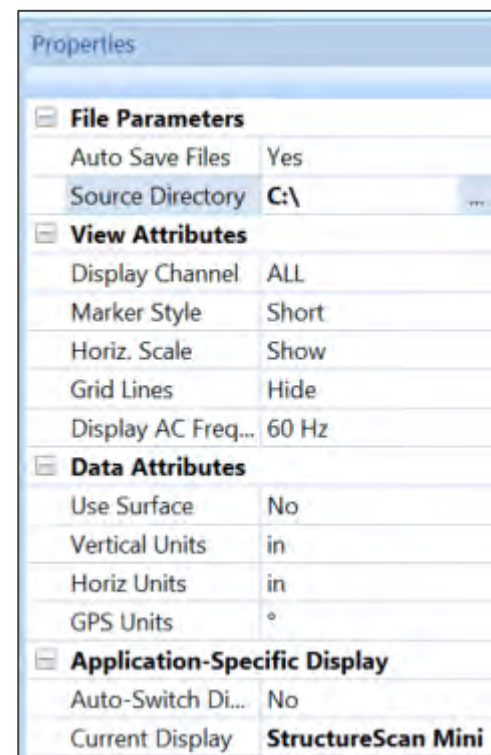 Properties
File Parameters
Auto Save Files Yes
Source Directory C:\ ...
View Attributes
Display Channel ALL
Marker Style Short
Horiz. Scale Show
Grid Lines Hide
Display AC Freq... 60 Hz
Data Attributes
Use Surface No
Vertical Units in
Horiz Units in
GPS Units °
Application-Specific Display
Auto-Switch Di... No
Current Display StructureScan Mini